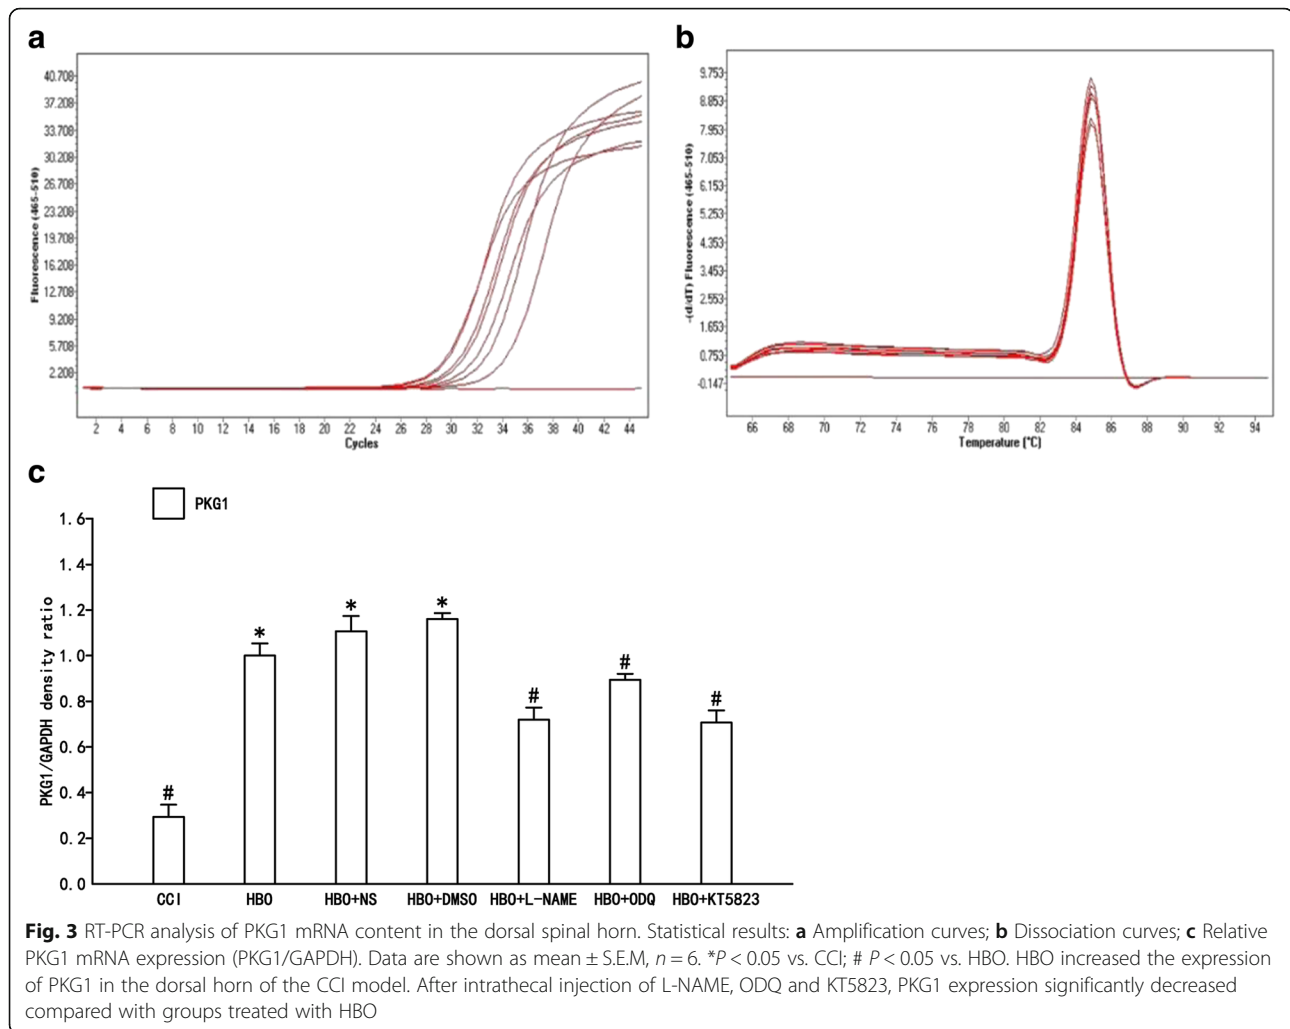 a
40.708
37.208
33.708
30.208
26.708
23.208
19.708
16.208
12.708
9.208
5.708
2.208
Fluorescence (465-510)
2 4 6 8 10 12 14 16 18 20 22 24 26 28 30 32 34 36 38 40 42 44
Cycles
b
9.753
8.853
7.953
7.053
6.153
5.253
4.353
3.453
2.553
1.653
0.753
-0.147
-(d/dT) Fluorescence (465-510)
66 68 70 72 74 76 78 80 82 84 86 88 90 92 94
Temperature (°C)
c
PKG1
1.6
1.4
1.2
1.0
0.8
0.6
0.4
0.2
0.0
PKG1/GAPDH density ratio
# * * * # # #
CCI HBO HBO+NS HBO+DMSO HBO+L-NAME HBO+ODQ HBO+KT5823
Fig. 3 RT-PCR analysis of PKG1 mRNA content in the dorsal spinal horn. Statistical results: a Amplification curves; b Dissociation curves; c Relative
PKG1 mRNA expression (PKG1/GAPDH). Data are shown as mean ± S.E.M, n = 6. *P < 0.05 vs. CCI; # P < 0.05 vs. HBO. HBO increased the expression
of PKG1 in the dorsal horn of the CCI model. After intrathecal injection of L-NAME, ODQ and KT5823, PKG1 expression significantly decreased
compared with groups treated with HBO